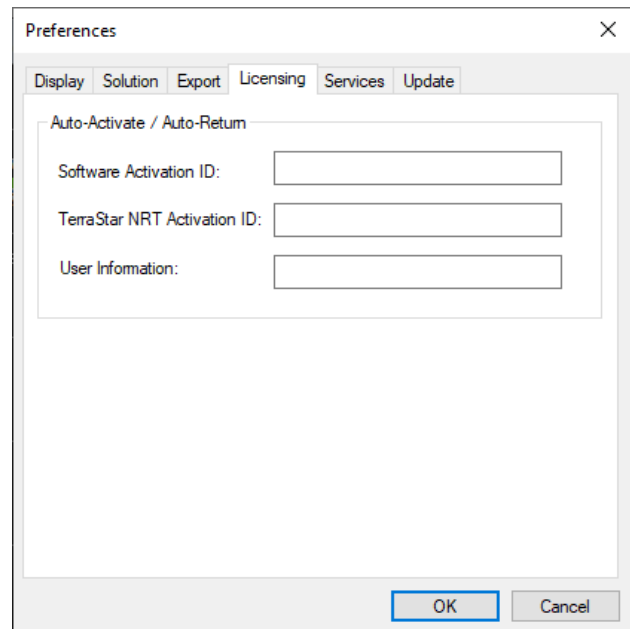 Preferences
Display Solution Export Licensing Services Update
Auto-Activate / Auto-Return
Software Activation ID:
TerraStar NRT Activation ID:
User Information:
OK Cancel